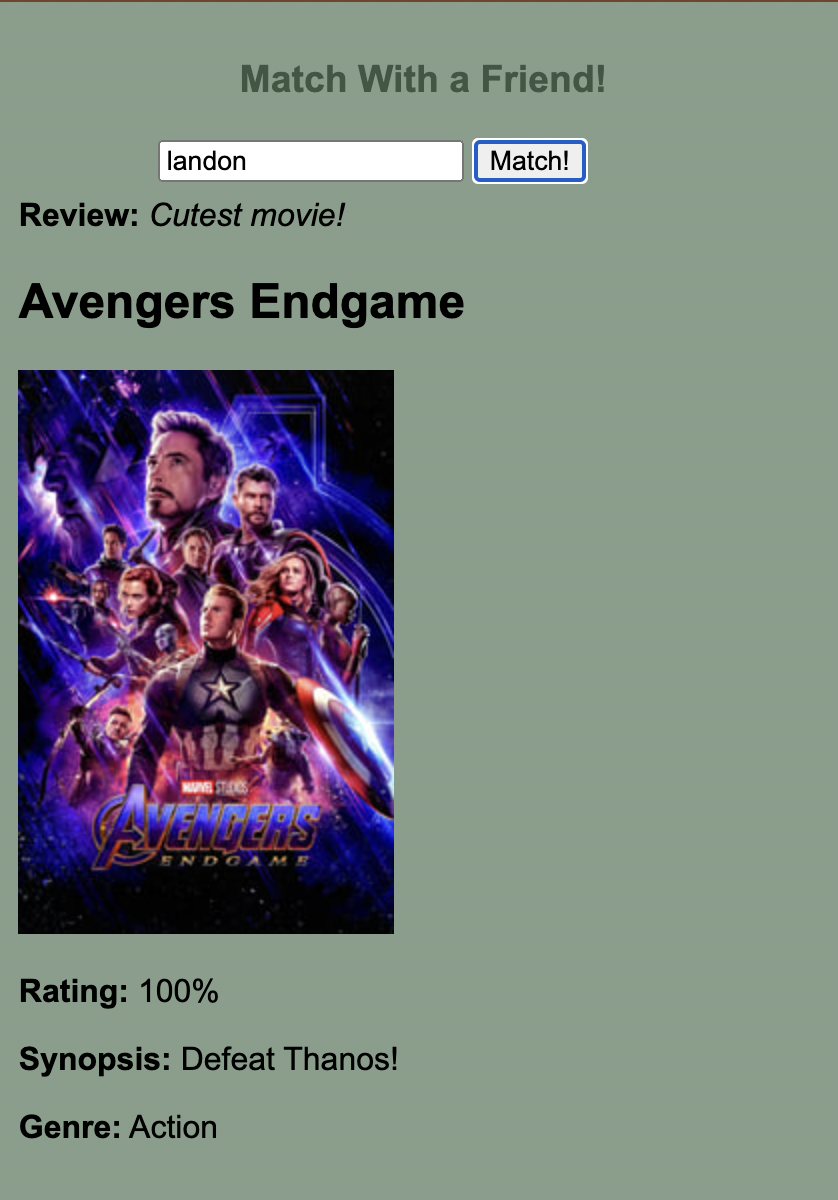 Match With a Friend!
landon Match!
Review: Cutest movie!
Avengers Endgame
MARVEL STUDIOS
AVENGERS
ENDGAME
Rating: 100%
Synopsis: Defeat Thanos!
Genre: Action